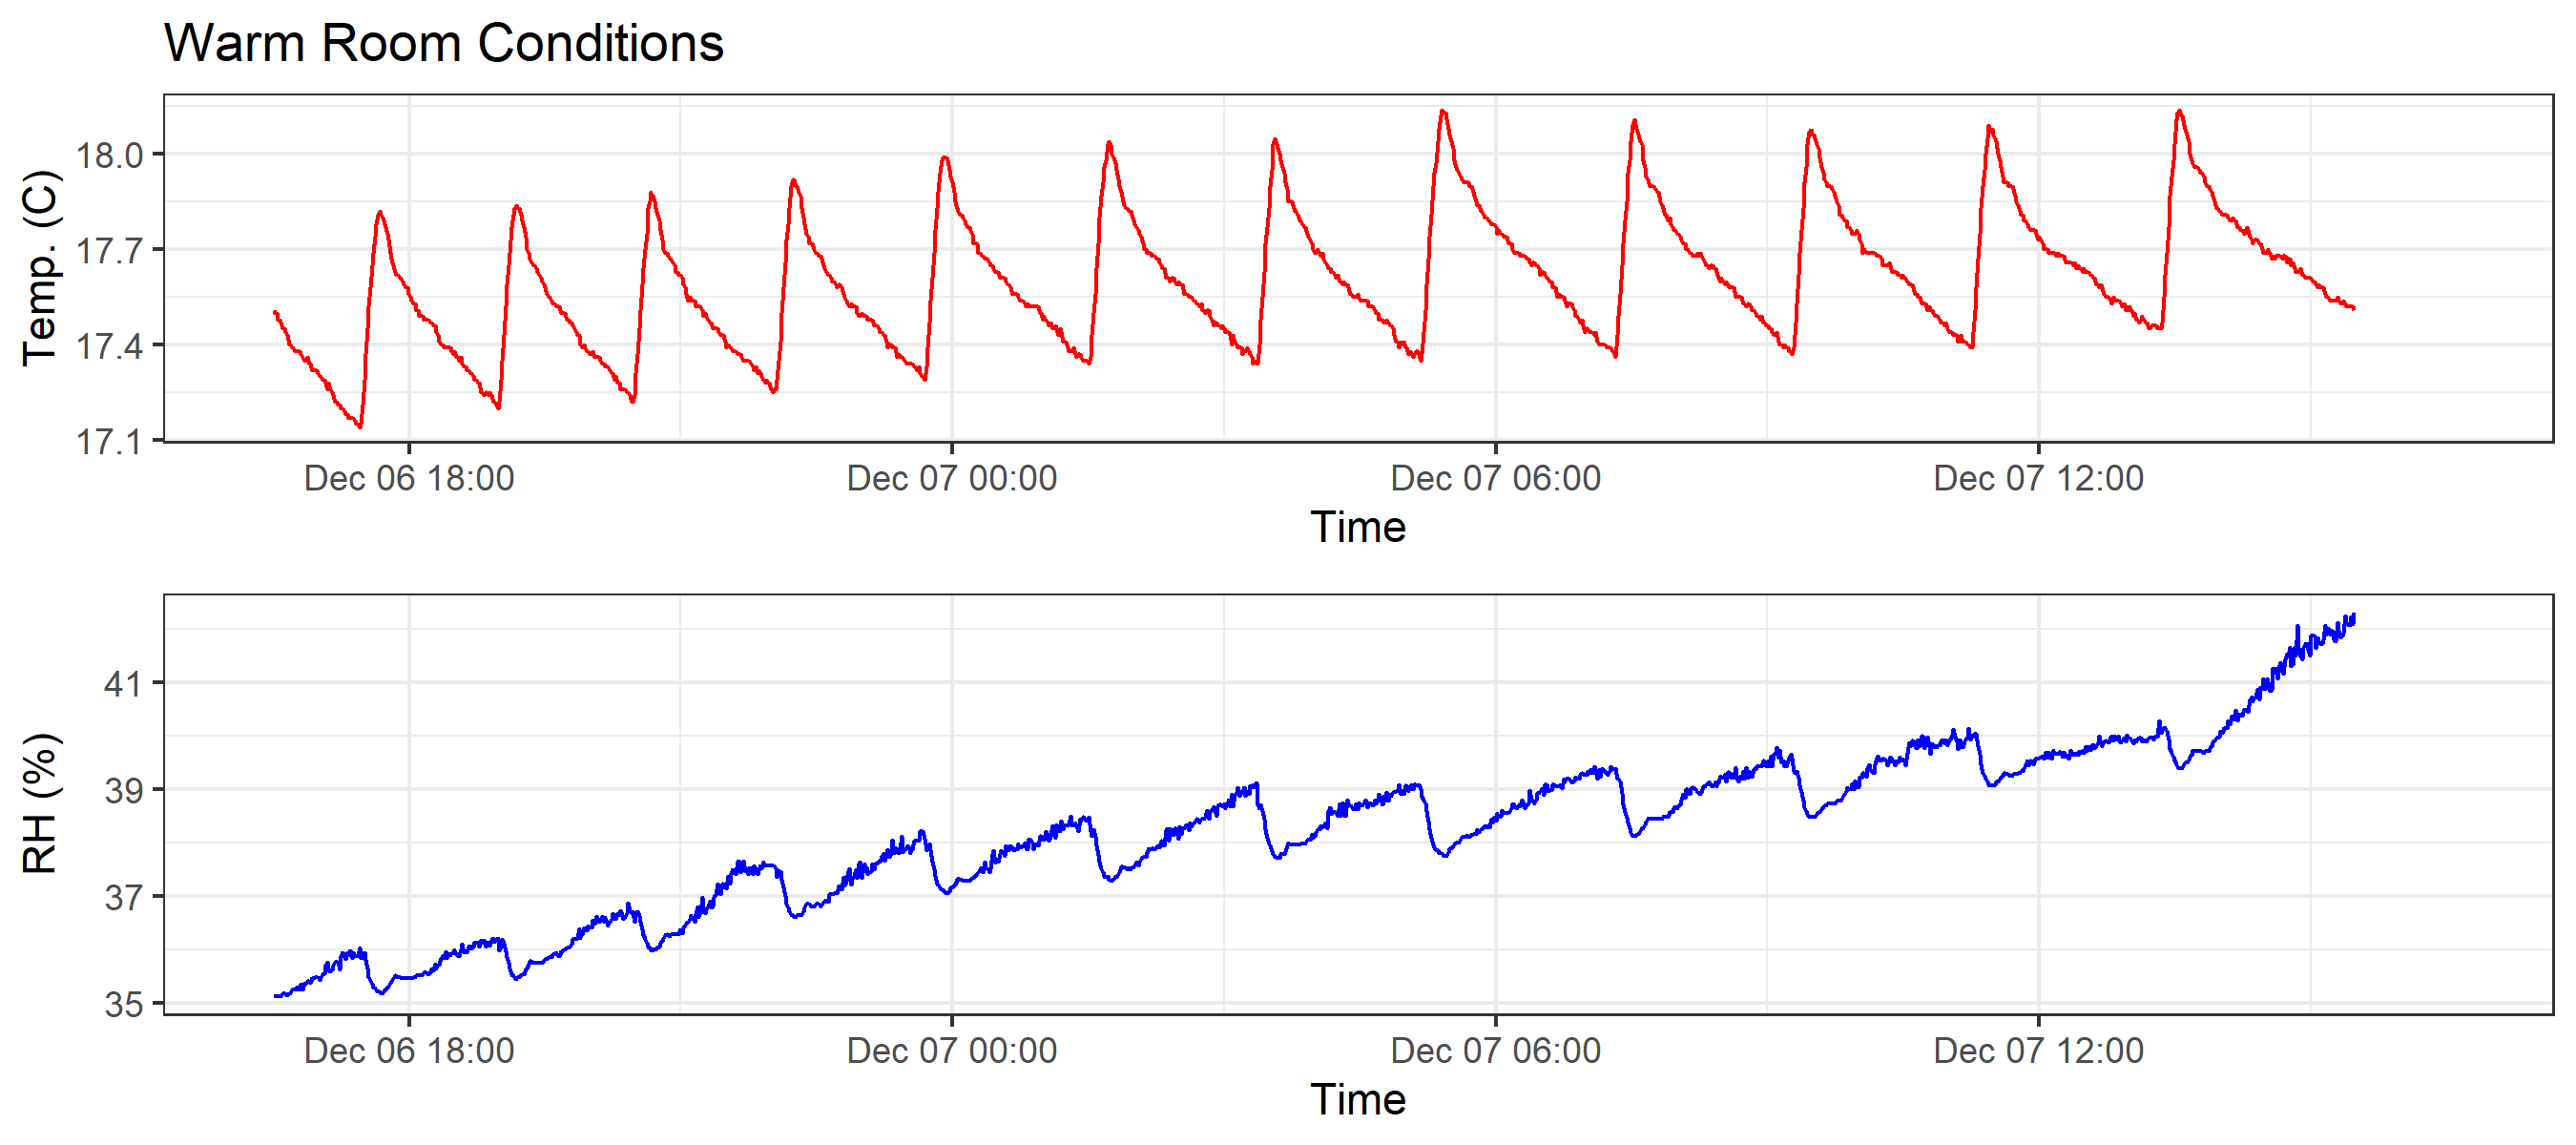 Warm Room Conditions
Temp. (C)
18.0
17.7
17.4
17.1
Dec 06 18:00 Dec 07 00:00 Dec 07 06:00 Dec 07 12:00
Time
RH (%)
41
39
37
35
Dec 06 18:00 Dec 07 00:00 Dec 07 06:00 Dec 07 12:00
Time